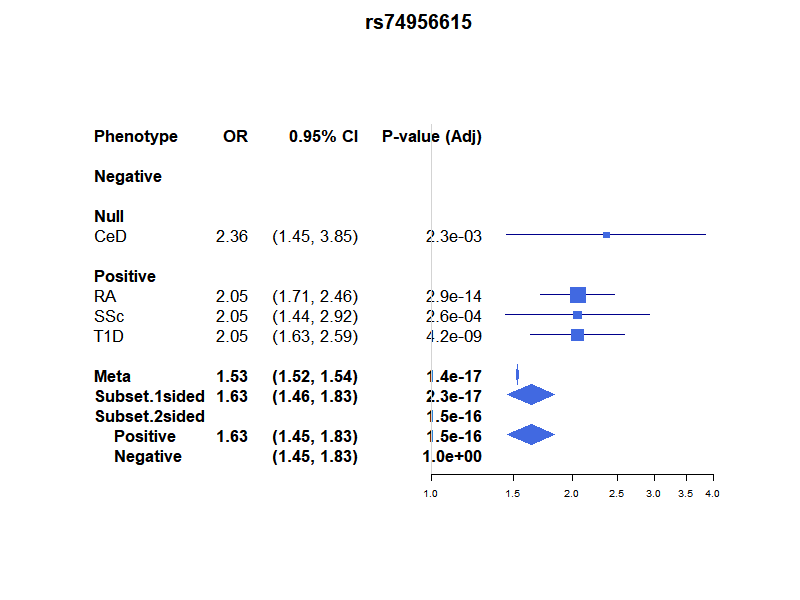 rs74956615
Phenotype OR 0.95% CI P-value (Adj)
Negative
Null
CeD 2.36 (1.45, 3.85) 2.3e-03
Positive
RA 2.05 (1.71, 2.46) 2.9e-14
SSc 2.05 (1.44, 2.92) 2.6e-04
T1D 2.05 (1.63, 2.59) 4.2e-09
Meta 1.53 (1.52, 1.54) 1.4e-17
Subset.1sided 1.63 (1.46, 1.83) 2.3e-17
Subset.2sided 1.5e-16
Positive 1.63 (1.45, 1.83) 1.5e-16
Negative (1.45, 1.83) 1.0e+00
1.0 1.5 2.0 2.5 3.0 3.5 4.0